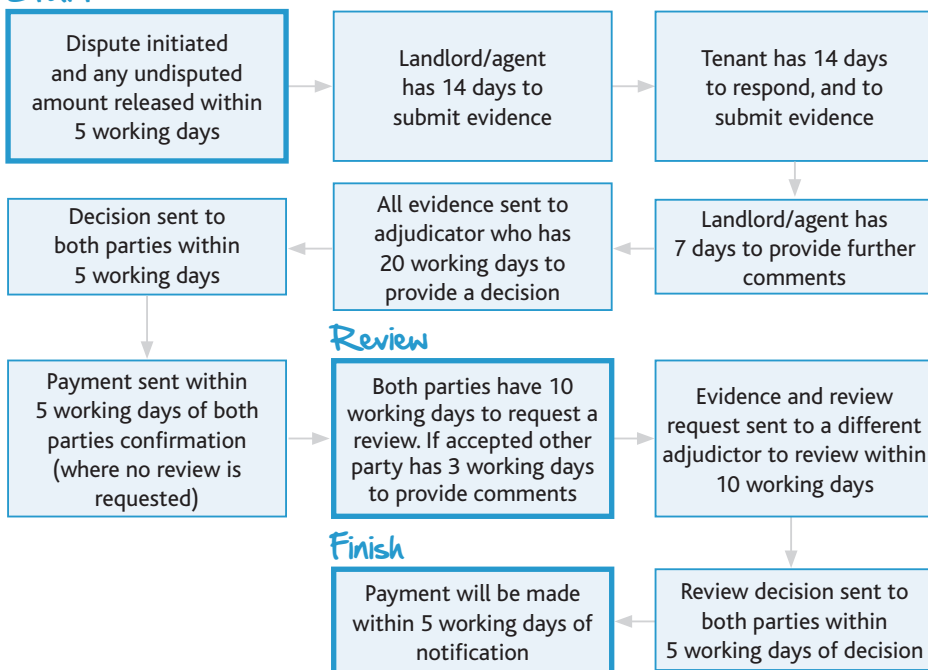 Dispute initiated
and any undisputed
amount released within
5 working days
Landlord/agent
has 14 days to
submit evidence
Tenant has 14 days
to respond, and to
submit evidence
Landlord/agent has
7 days to provide further
comments
All evidence sent to
adjudicator who has
20 working days to
provide a decision
Decision sent to
both parties within
5 working days
Payment sent within
5 working days of both
parties confirmation
(where no review is
requested)
Review
Both parties have 10
working days to request a
review. If accepted other
party has 3 working days
to provide comments
Evidence and review
request sent to a different
adjudictor to review within
10 working days
Review decision sent to
both parties within
5 working days of decision
Finish
Payment will be made
within 5 working days of
notification